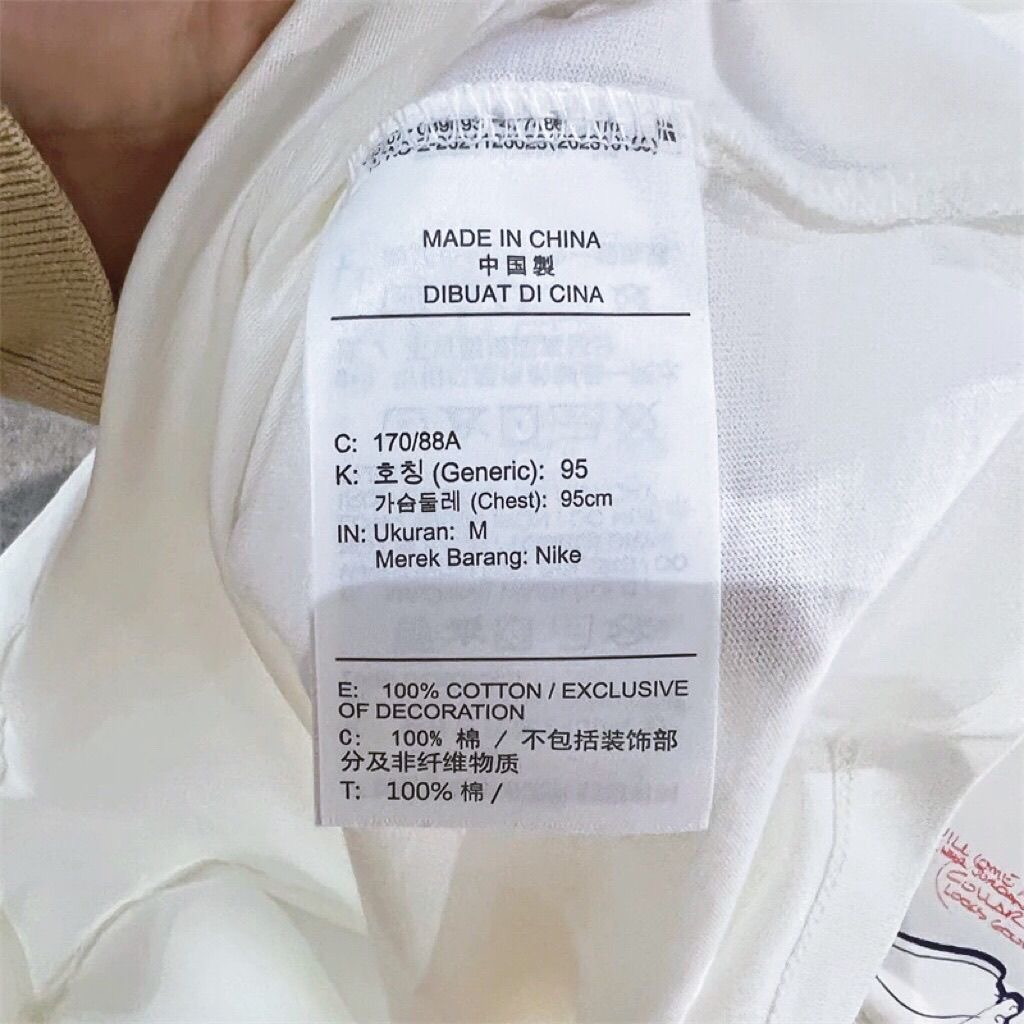 MADE IN CHINA
中国製
DIBUAT DI CINA
C: 170/88A
K: 호칭 (Generic): 95
가슴둘레 (Chest): 95cm
IN: Ukuran: M
Merek Barang: Nike
E: 100% COTTON / EXCLUSIVE
OF DECORATION
C: 100% 棉 / 不包括装饰部
分及非纤维物质
T: 100% 棉 /
COLLAR